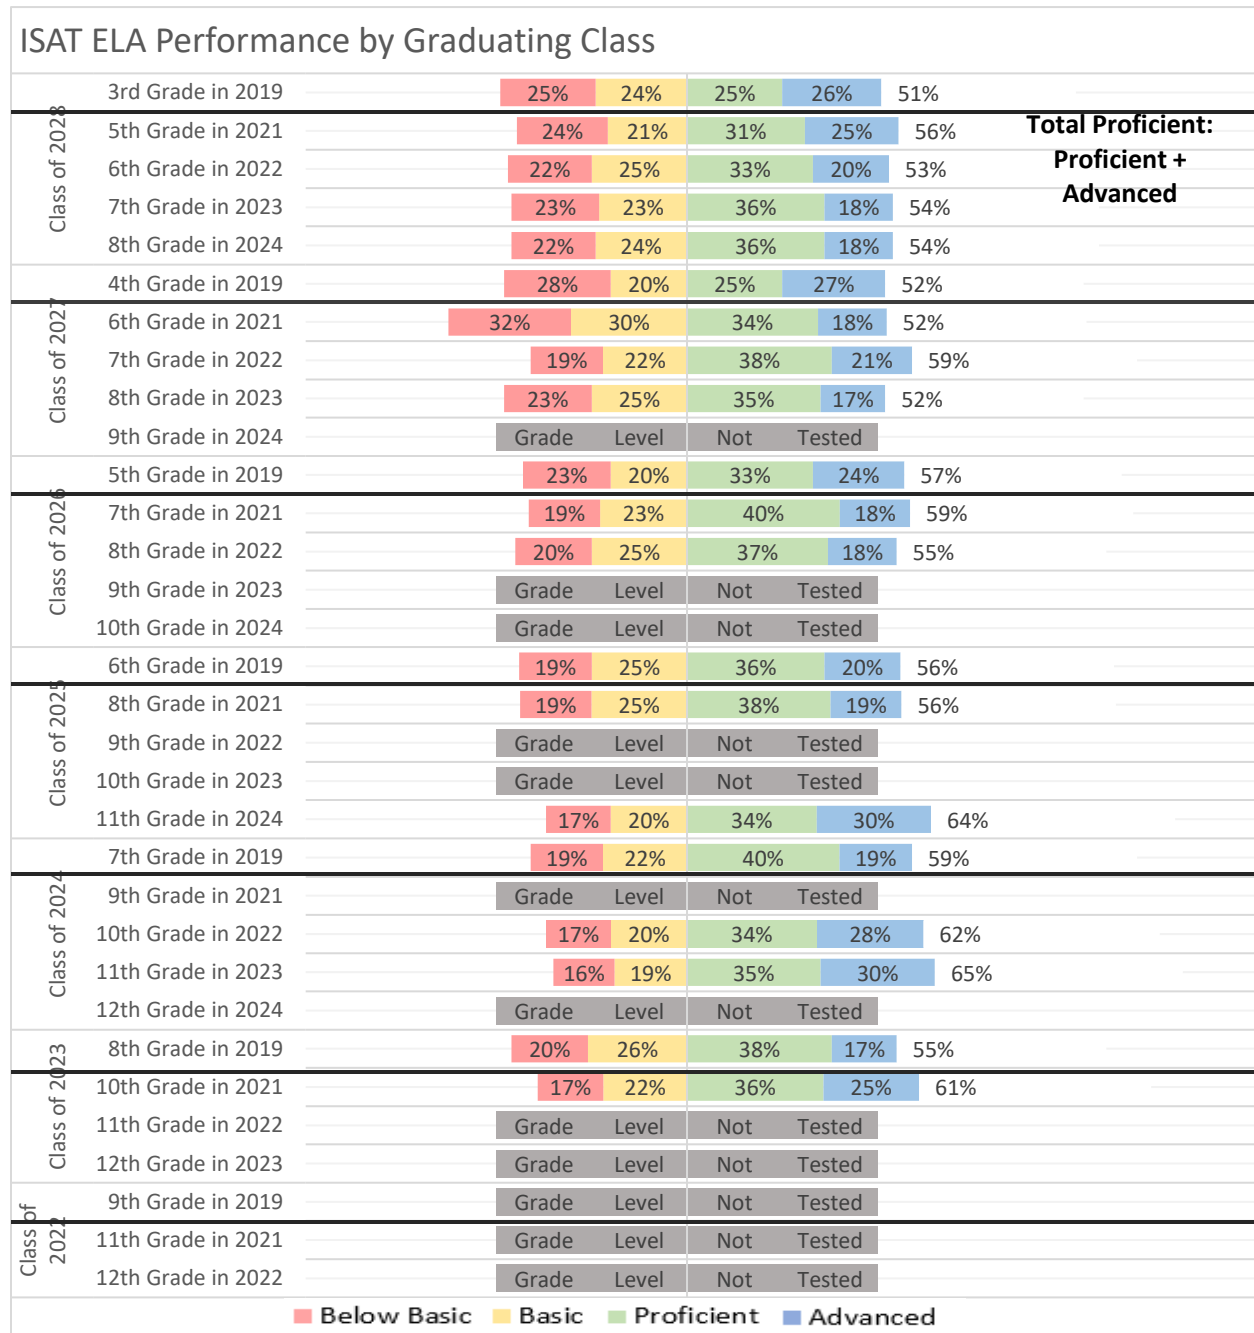 ISAT ELA Performance by Graduating Class
Class of 2028
3rd Grade in 2019 25% 24% 25% 26% 51%
5th Grade in 2021 24% 21% 31% 25% 56%
6th Grade in 2022 22% 25% 33% 20% 53%
7th Grade in 2023 23% 23% 36% 18% 54%
8th Grade in 2024 22% 24% 36% 18% 54%
Total Proficient:
Proficient +
Advanced
Class of 2027
4th Grade in 2019 28% 20% 25% 27% 52%
6th Grade in 2021 32% 30% 34% 18% 52%
7th Grade in 2022 19% 22% 38% 21% 59%
8th Grade in 2023 23% 25% 35% 17% 52%
9th Grade in 2024 Grade Level Not Tested
Class of 2026
5th Grade in 2019 23% 20% 33% 24% 57%
7th Grade in 2021 19% 23% 40% 18% 59%
8th Grade in 2022 20% 25% 37% 18% 55%
9th Grade in 2023 Grade Level Not Tested
10th Grade in 2024 Grade Level Not Tested
Class of 2025
6th Grade in 2019 19% 25% 36% 20% 56%
8th Grade in 2021 19% 25% 38% 19% 56%
9th Grade in 2022 Grade Level Not Tested
10th Grade in 2023 Grade Level Not Tested
11th Grade in 2024 17% 20% 34% 30% 64%
Class of 2024
7th Grade in 2019 19% 22% 40% 19% 59%
9th Grade in 2021 Grade Level Not Tested
10th Grade in 2022 17% 20% 34% 28% 62%
11th Grade in 2023 16% 19% 35% 30% 65%
12th Grade in 2024 Grade Level Not Tested
Class of 2023
8th Grade in 2019 20% 26% 38% 17% 55%
10th Grade in 2021 17% 22% 36% 25% 61%
11th Grade in 2022 Grade Level Not Tested
12th Grade in 2023 Grade Level Not Tested
Class of
2022
9th Grade in 2019 Grade Level Not Tested
11th Grade in 2021 Grade Level Not Tested
12th Grade in 2022 Grade Level Not Tested
Below Basic Basic Proficient Advanced